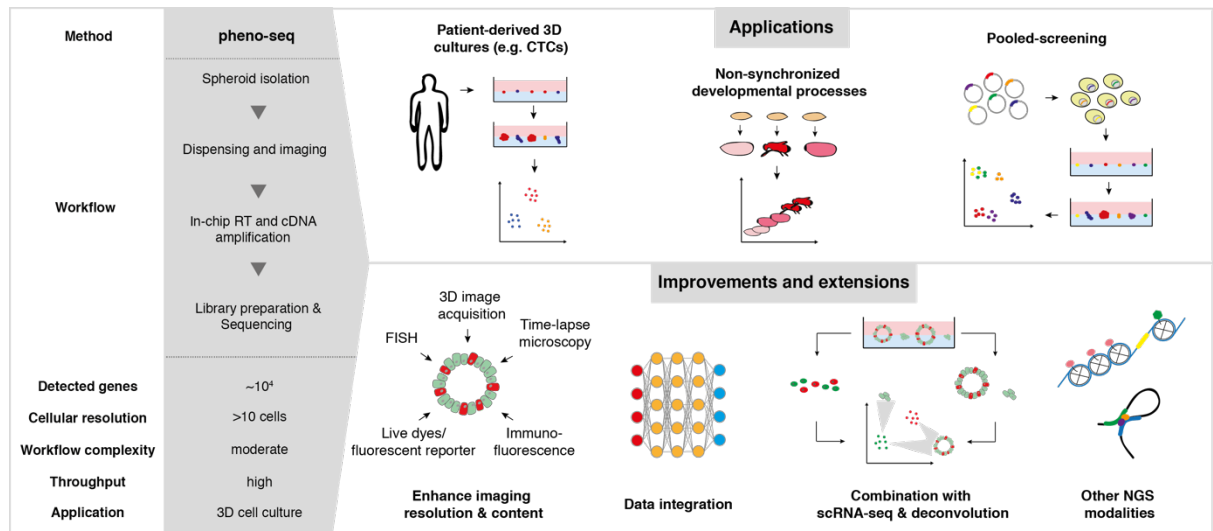 Method
pheno-seq
Workflow
Spheroid isolation
Dispensing and imaging
In-chip RT and cDNA
amplification
Library preparation &
Sequencing
Detected genes
~10⁴
Cellular resolution
>10 cells
Workflow complexity
moderate
Throughput
high
Application
3D cell culture
Applications
Patient-derived 3D
cultures (e.g. CTCs)
Non-synchronized
developmental processes
Pooled-screening
Improvements and extensions
3D image
acquisition
FISH
Time-lapse
microscopy
Live dyes/
fluorescent reporter
Immuno-
fluorescence
Enhance imaging
resolution & content
Data integration
Combination with
scRNA-seq & deconvolution
Other NGS
modalities